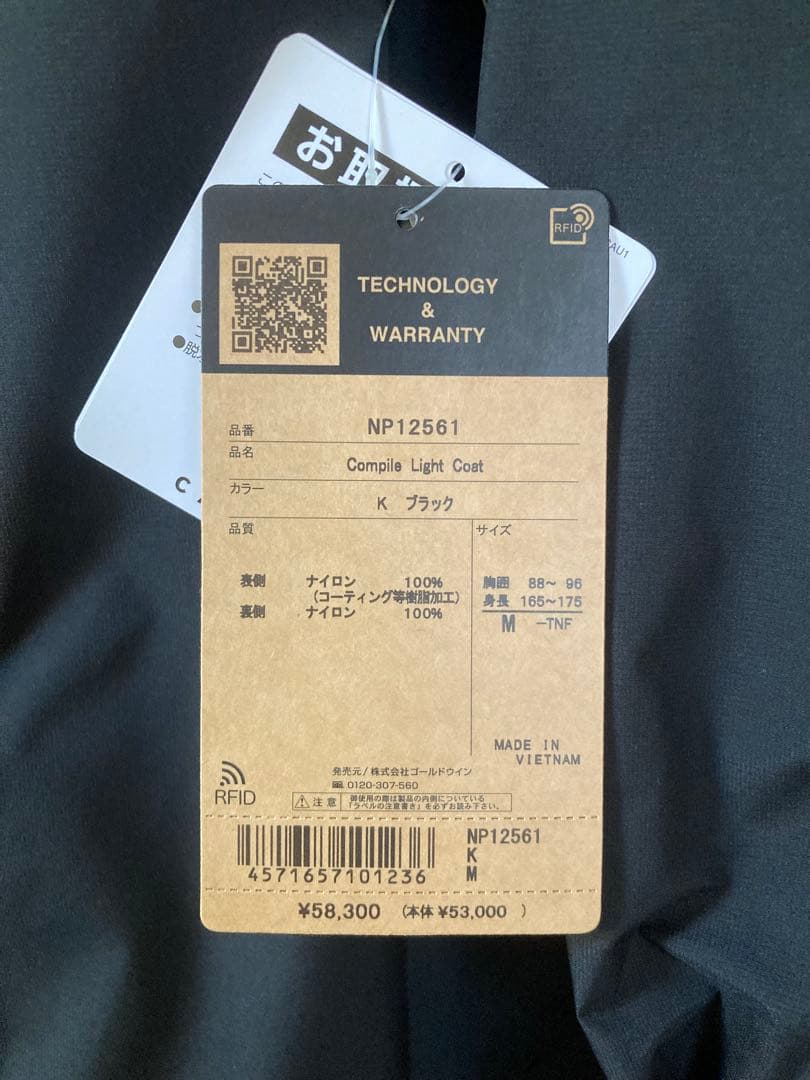 お取
CAU1
RFID
TECHNOLOGY
&
WARRANTY
品番 NP12561
品名
Compile Light Coat
カラー
K ブラック
品質
サイズ
表側 ナイロン 100%
(コーティング等樹脂加工)
裏側 ナイロン 100%
胸囲 88～ 96
身長 165～175
M -TNF
MADE IN
VIETNAM
発売元/株式会社ゴールドウイン
0120-307-560
RFID
注意 御使用の際は製品の内側についている
「ラベルの注意書き」を必ずお読み下さい。
4571657101236
NP12561
K
M
¥58,300 (本体 ¥53,000 )